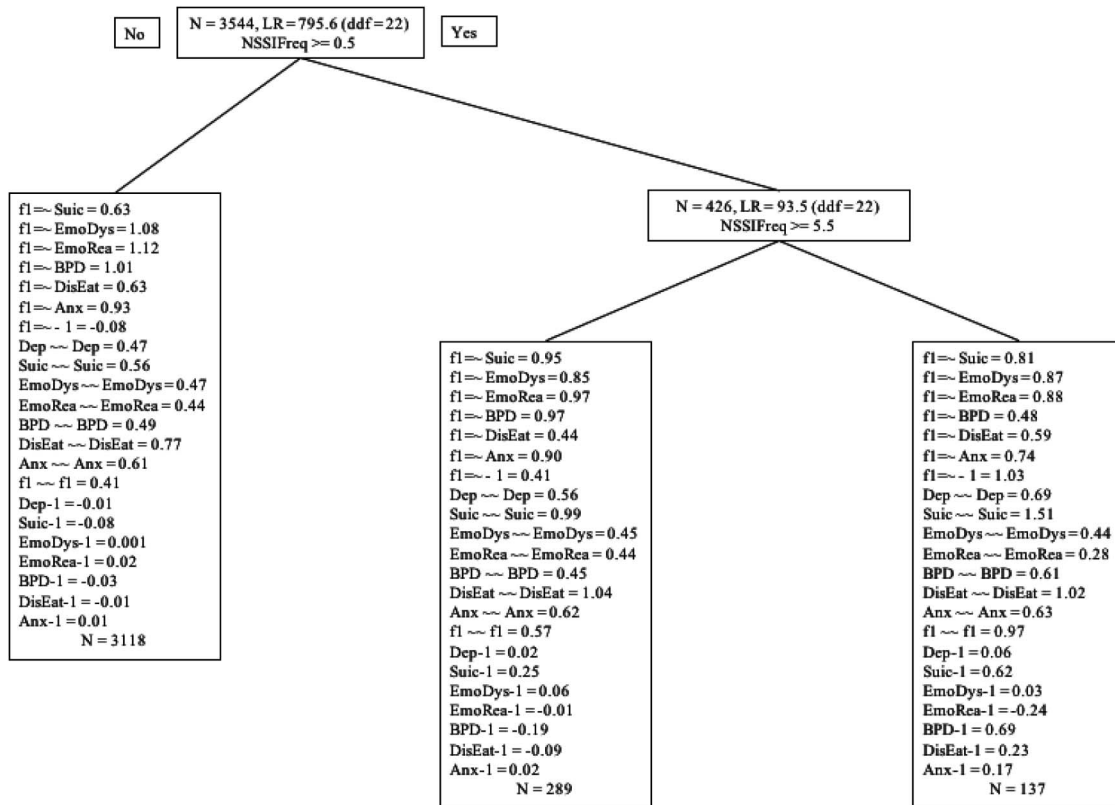 No
N = 3544, LR = 795.6 (ddf = 22)
NSSIFreq >= 0.5
Yes
N = 426, LR = 93.5 (ddf = 22)
NSSIFreq >= 5.5
f1=~ Suic = 0.63
f1=~ EmoDys = 1.08
f1=~ EmoRea = 1.12
f1=~ BPD = 1.01
f1=~ DisEat = 0.63
f1=~ Anx = 0.93
f1=~- 1 = -0.08
Dep ~~ Dep = 0.47
Suic ~~ Suic = 0.56
EmoDys ~~ EmoDys = 0.47
EmoRea ~~ EmoRea = 0.44
BPD ~~ BPD = 0.49
DisEat ~~ DisEat = 0.77
Anx ~~ Anx = 0.61
f1 ~~ f1 = 0.41
Dep-1 = -0.01
Suic-1 = -0.08
EmoDys-1 = 0.001
EmoRea-1 = 0.02
BPD-1 = -0.03
DisEat-1 = -0.01
Anx-1 = 0.01
N = 3118
f1=~ Suic = 0.95
f1=~ EmoDys = 0.85
f1=~ EmoRea = 0.97
f1=~ BPD = 0.97
f1=~ DisEat = 0.44
f1=~ Anx = 0.90
f1=~- 1 = 0.41
Dep ~~ Dep = 0.56
Suic ~~ Suic = 0.99
EmoDys ~~ EmoDys = 0.45
EmoRea ~~ EmoRea = 0.44
BPD ~~ BPD = 0.45
DisEat ~~ DisEat = 1.04
Anx ~~ Anx = 0.62
f1 ~~ f1 = 0.57
Dep-1 = 0.02
Suic-1 = 0.25
EmoDys-1 = 0.06
EmoRea-1 = -0.01
BPD-1 = -0.19
DisEat-1 = -0.09
Anx-1 = 0.02
N = 289
f1=~ Suic = 0.81
f1=~ EmoDys = 0.87
f1=~ EmoRea = 0.88
f1=~ BPD = 0.48
f1=~ DisEat = 0.59
f1=~ Anx = 0.74
f1=~- 1 = 1.03
Dep ~~ Dep = 0.69
Suic ~~ Suic = 1.51
EmoDys ~~ EmoDys = 0.44
EmoRea ~~ EmoRea = 0.28
BPD ~~ BPD = 0.61
DisEat ~~ DisEat = 1.02
Anx ~~ Anx = 0.63
f1 ~~ f1 = 0.97
Dep-1 = 0.06
Suic-1 = 0.62
EmoDys-1 = 0.03
EmoRea-1 = -0.24
BPD-1 = 0.69
DisEat-1 = 0.23
Anx-1 = 0.17
N = 137